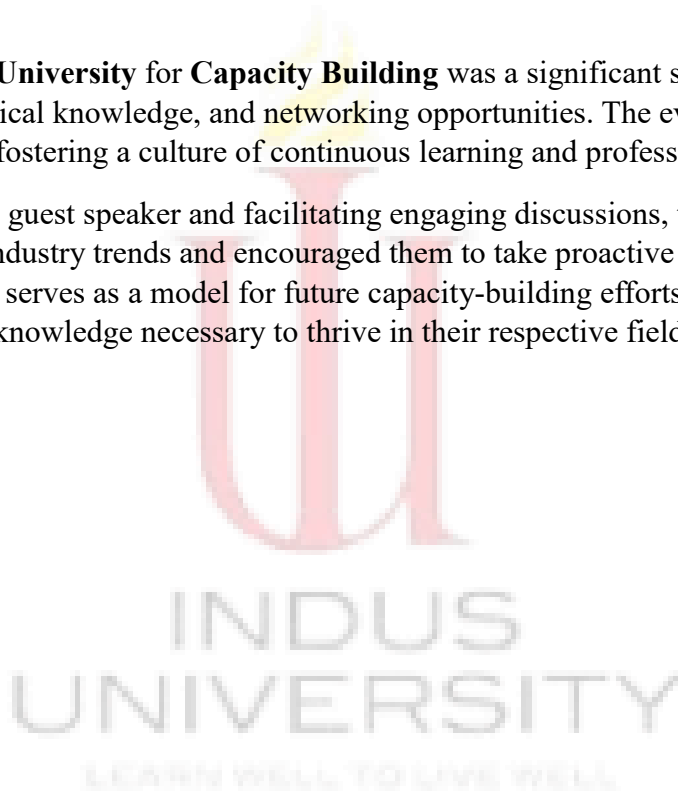 University for Capacity Building was a significant s
ical knowledge, and networking opportunities. The ev
fostering a culture of continuous learning and profess
guest speaker and facilitating engaging discussions, t
ndustry trends and encouraged them to take proactive
serves as a model for future capacity-building efforts
knowledge necessary to thrive in their respective field
INDUS
UNIVERSITY
LEARN WELL TO LIVE WELL